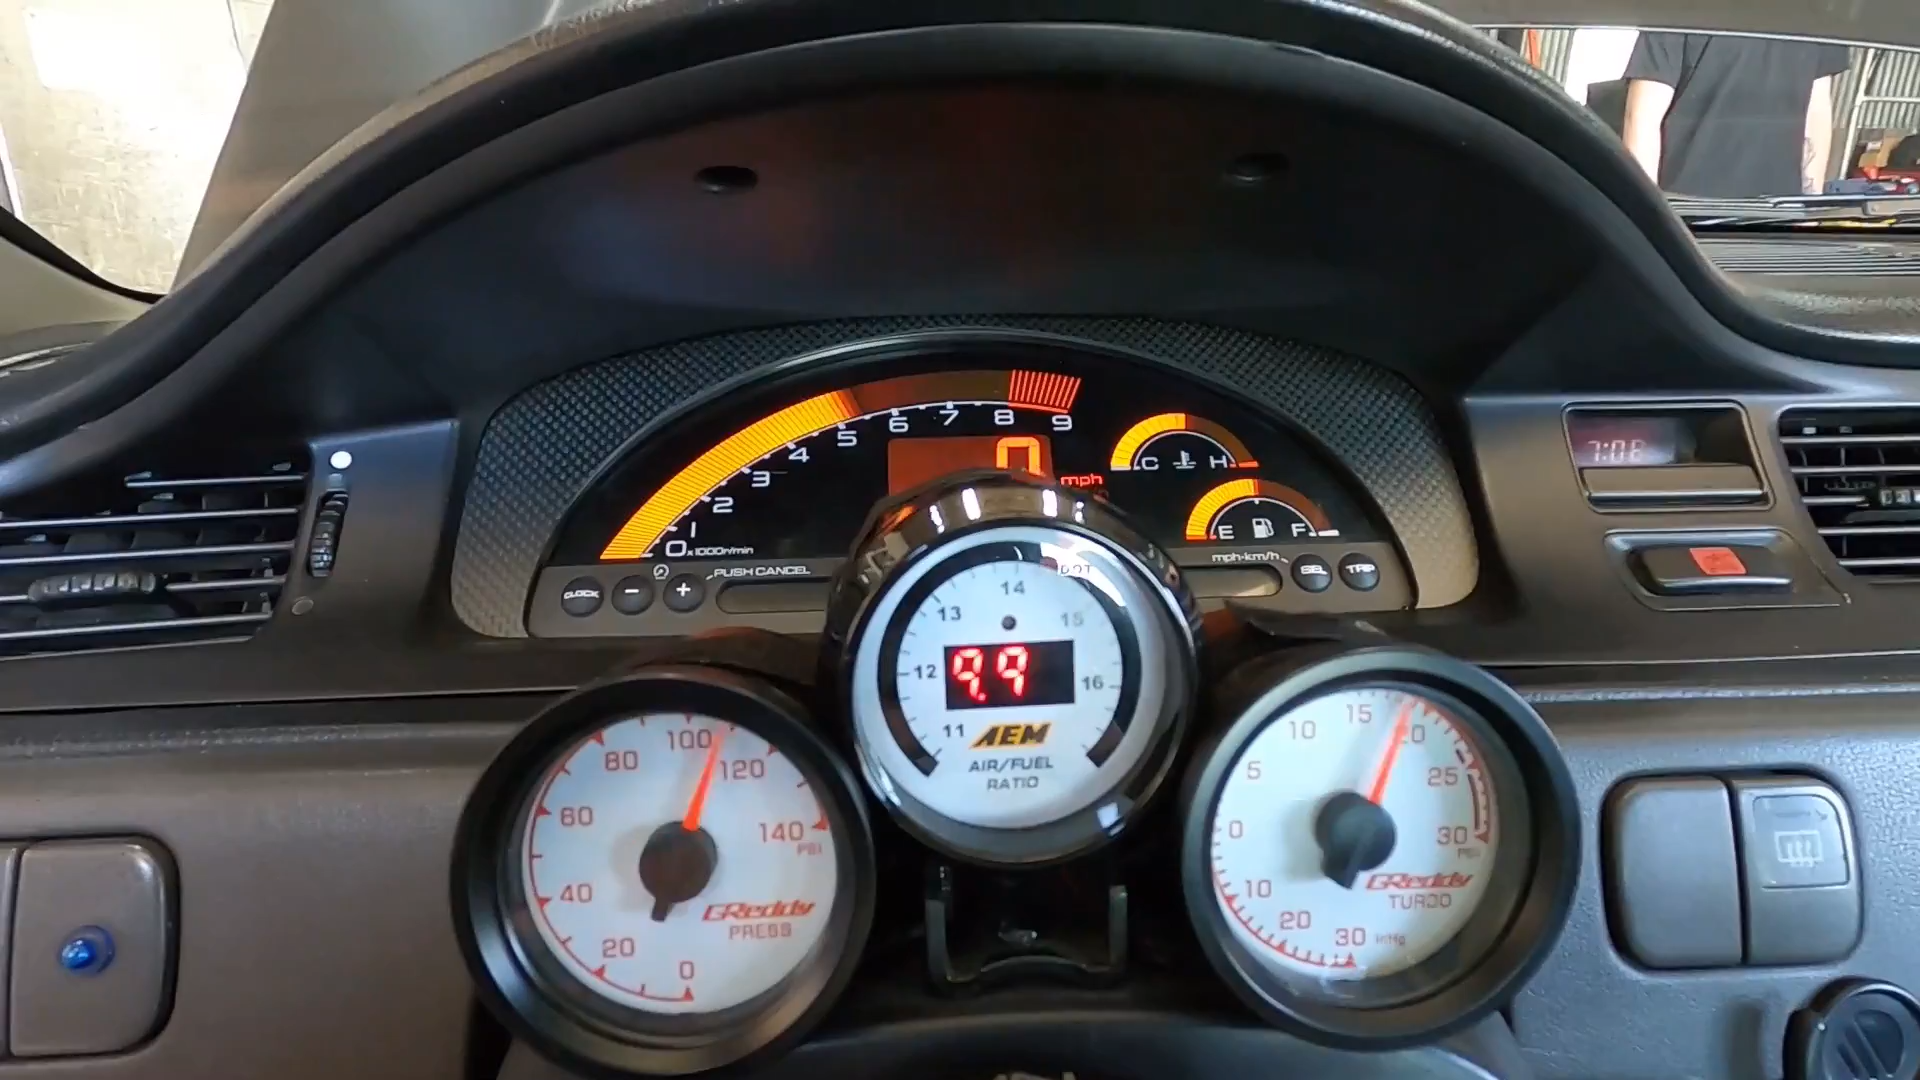 0 1 2 3 4 5 6 7 8 9
x1000r/min
0
mph
C H
E F
CLOCK - + PUSH CANCEL
mph·km/h
SEL TRIP
11 12 13 14 15 16
9.9
AEM
AIR/FUEL
RATIO
0 20 40 60 80 100 120 140
PSI
GReddy
PRESS
30 20 10 0 5 10 15 20 25 30
inHg
PSI
GReddy
TURBO